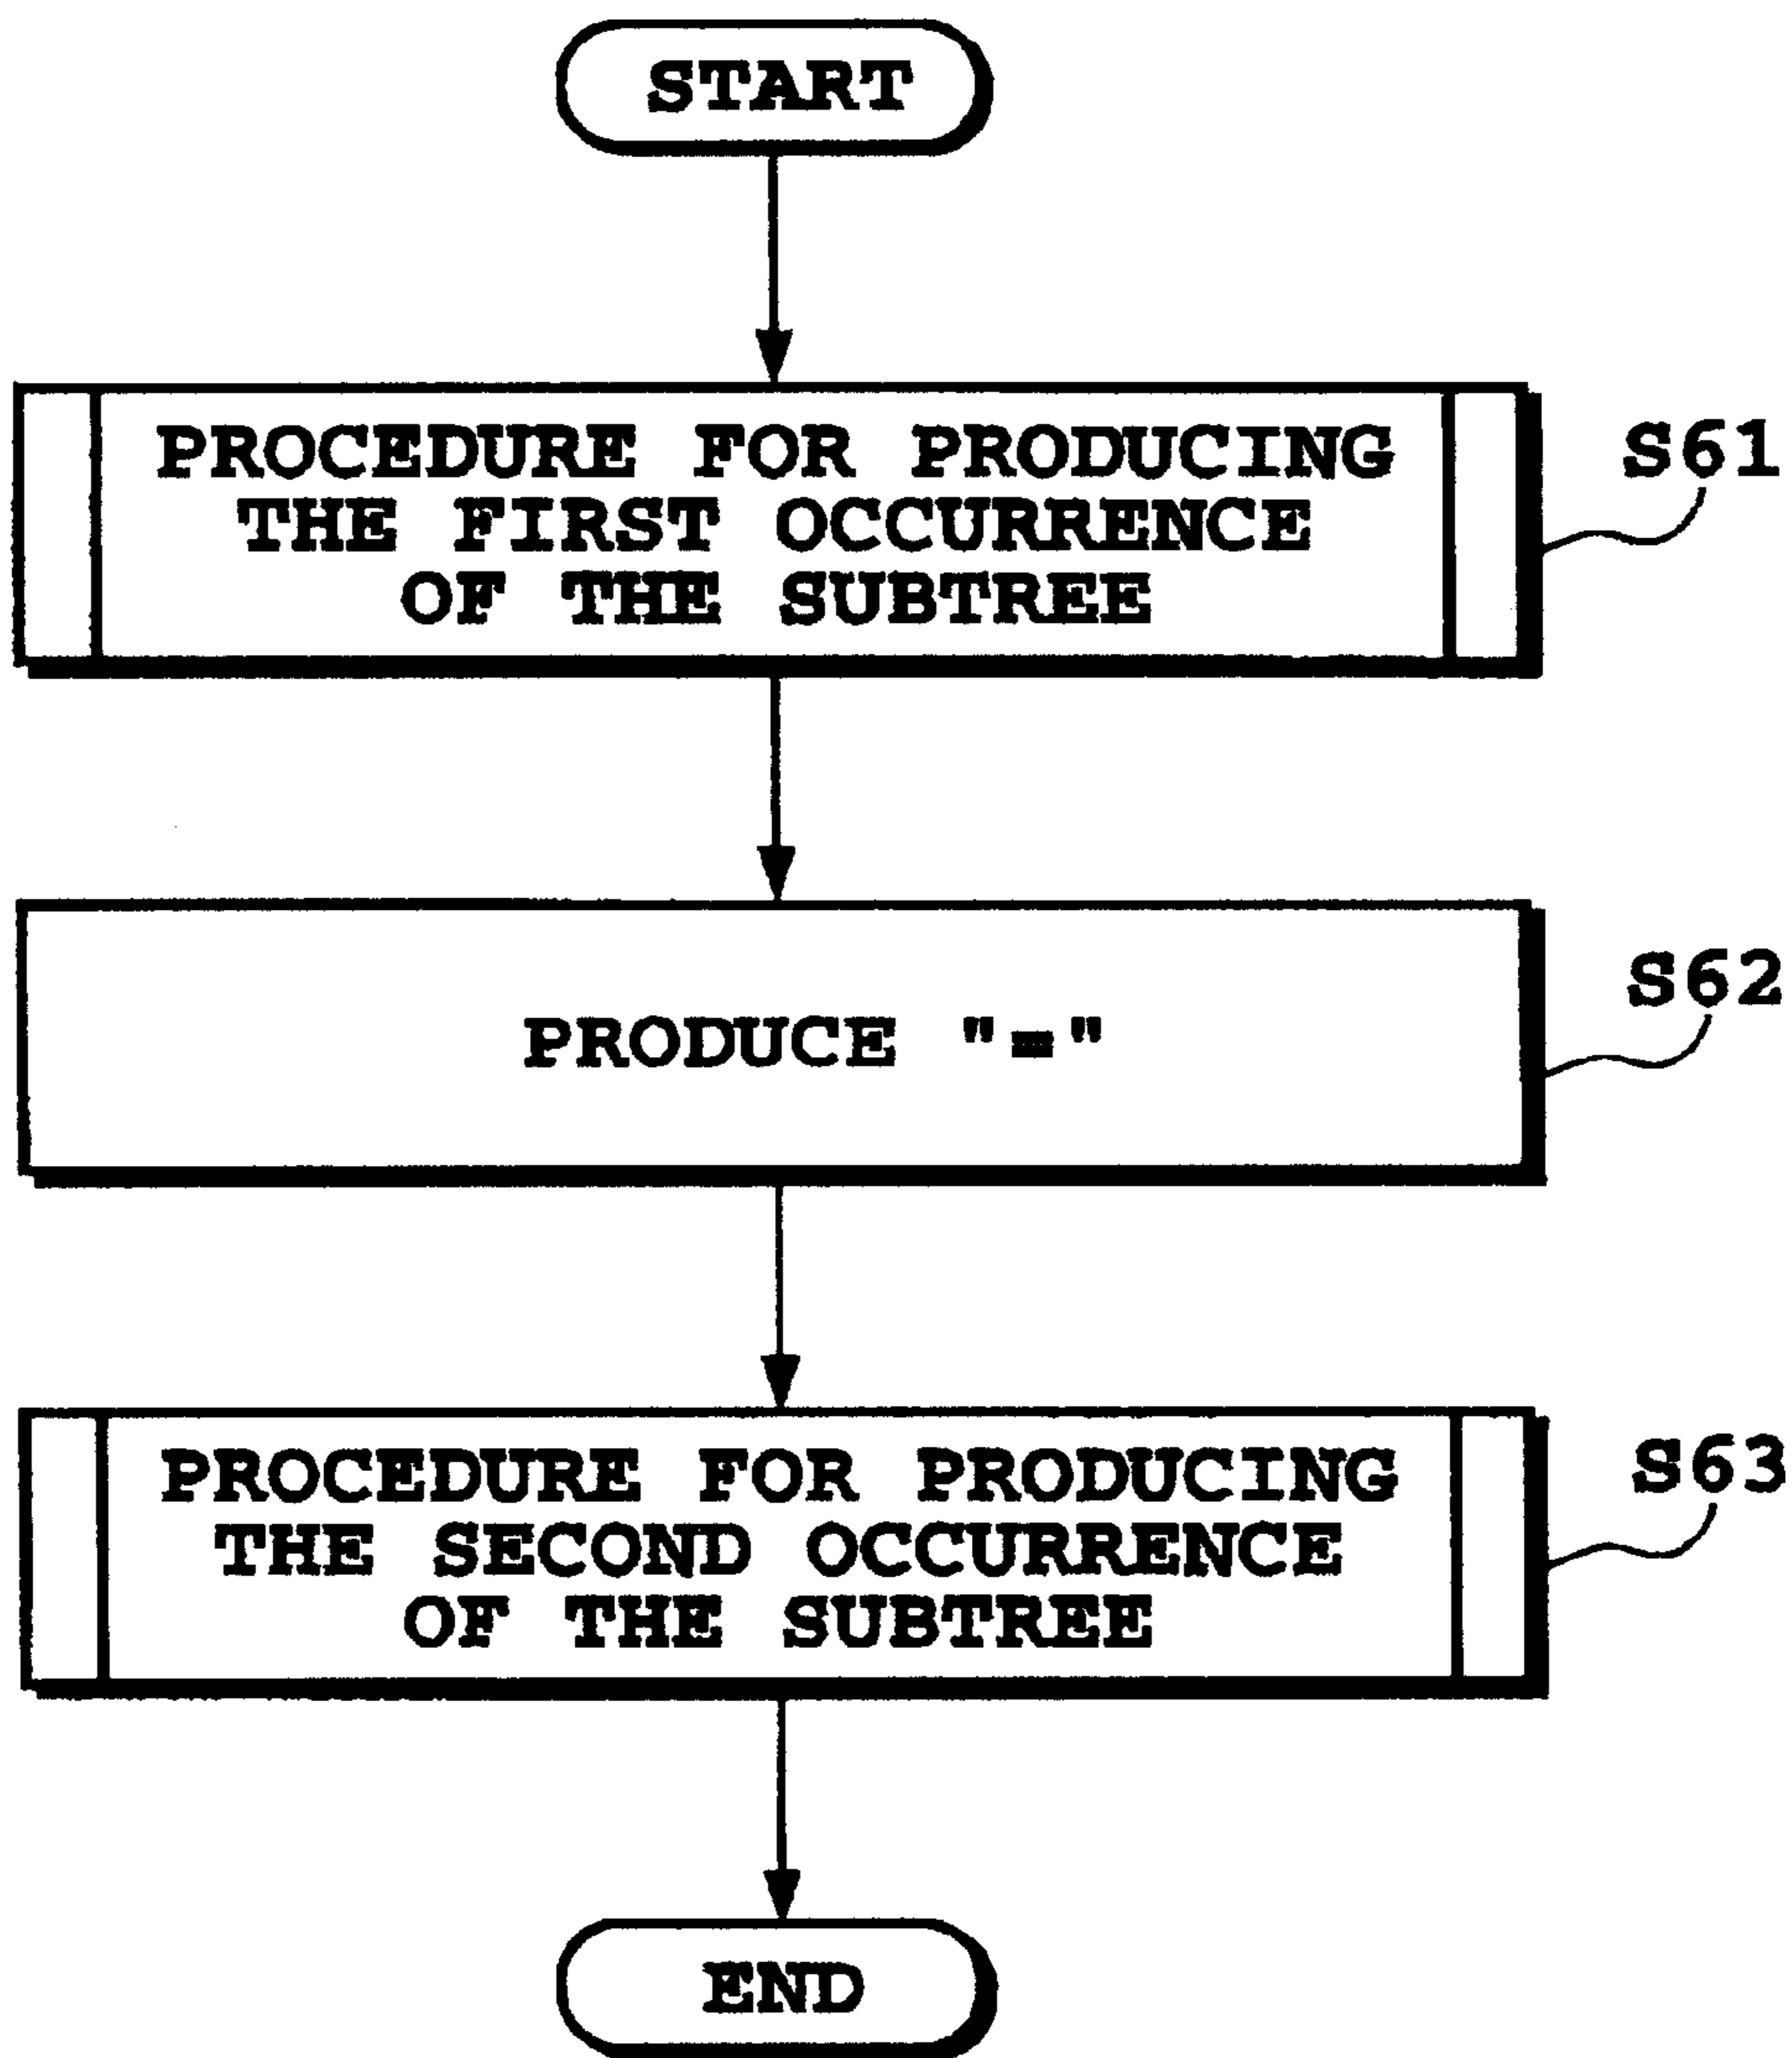 START
PROCEDURE FOR PRODUCING
THE FIRST OCCURRENCE
OF THE SUBTREE
S61
PRODUCE "="
S62
PROCEDURE FOR PRODUCING
THE SECOND OCCURRENCE
OF THE SUBTREE
S63
END